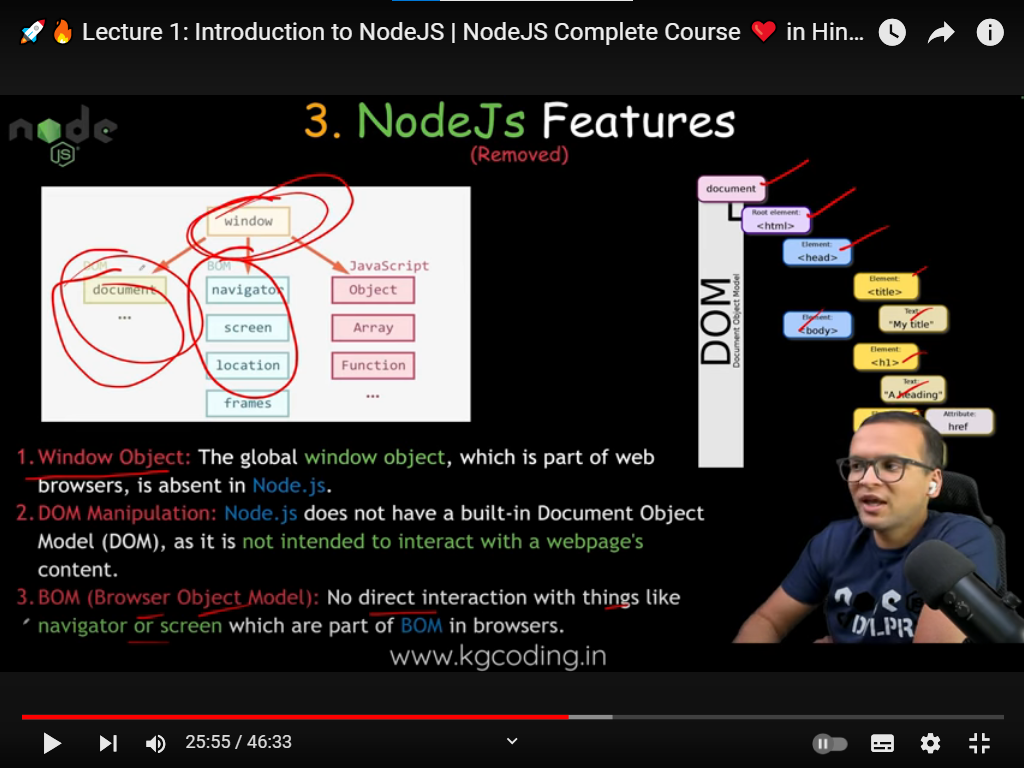 🚀🔥 Lecture 1: Introduction to NodeJS | NodeJS Complete Course ❤️ in Hin...
node
JS
3. NodeJs Features
(Removed)
window
DOM
BOM
JavaScript
document
navigator
Object
...
screen
Array
location
Function
frames
...
document
Root element:
<html>
Element:
<head>
Element:
<title>
Text:
"My title"
Element:
<body>
Element:
<h1>
Text:
"A heading"
Attribute:
href
DOM
Document Object Model
1. Window Object: The global window object, which is part of web
browsers, is absent in Node.js.
2. DOM Manipulation: Node.js does not have a built-in Document Object
Model (DOM), as it is not intended to interact with a webpage's
content.
3. BOM (Browser Object Model): No direct interaction with things like
navigator or screen which are part of BOM in browsers.
www.kgcoding.in
25:55 / 46:33